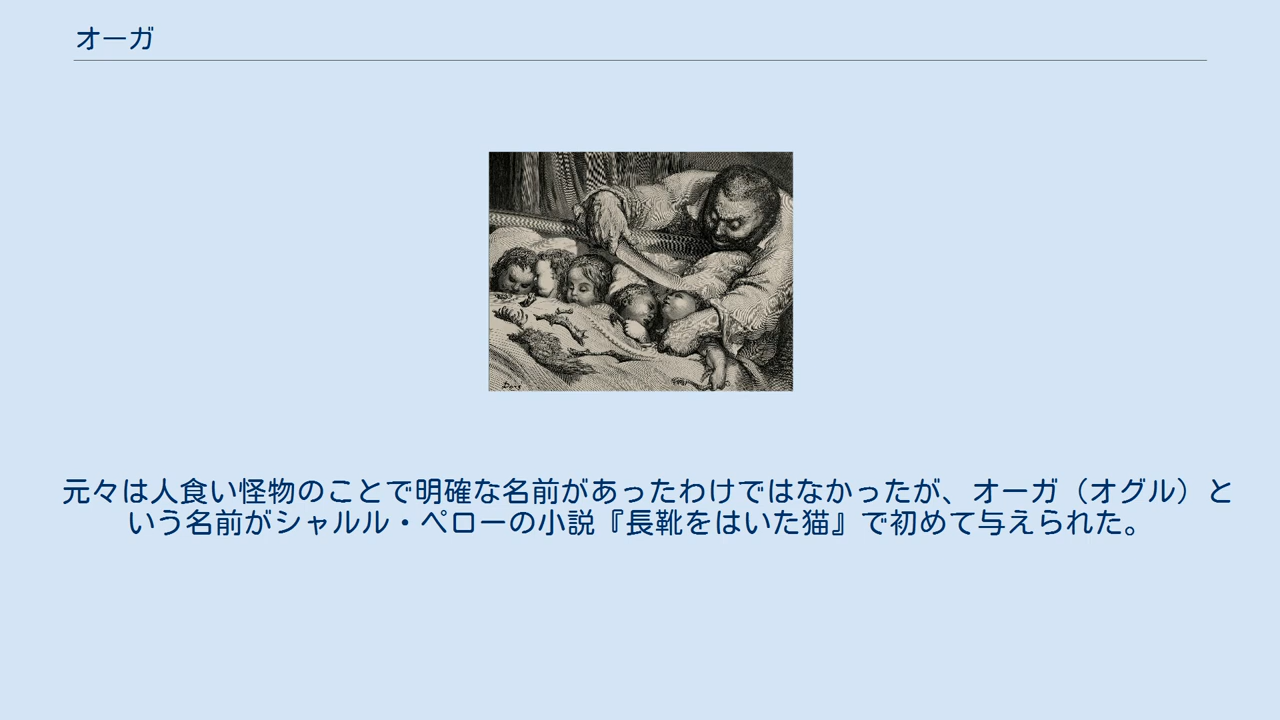 オーガ
元々は人食い怪物のことで明確な名前があったわけではなかったが、オーガ（オグル）と
いう名前がシャルル・ペローの小説『長靴をはいた猫』で初めて与えられた。